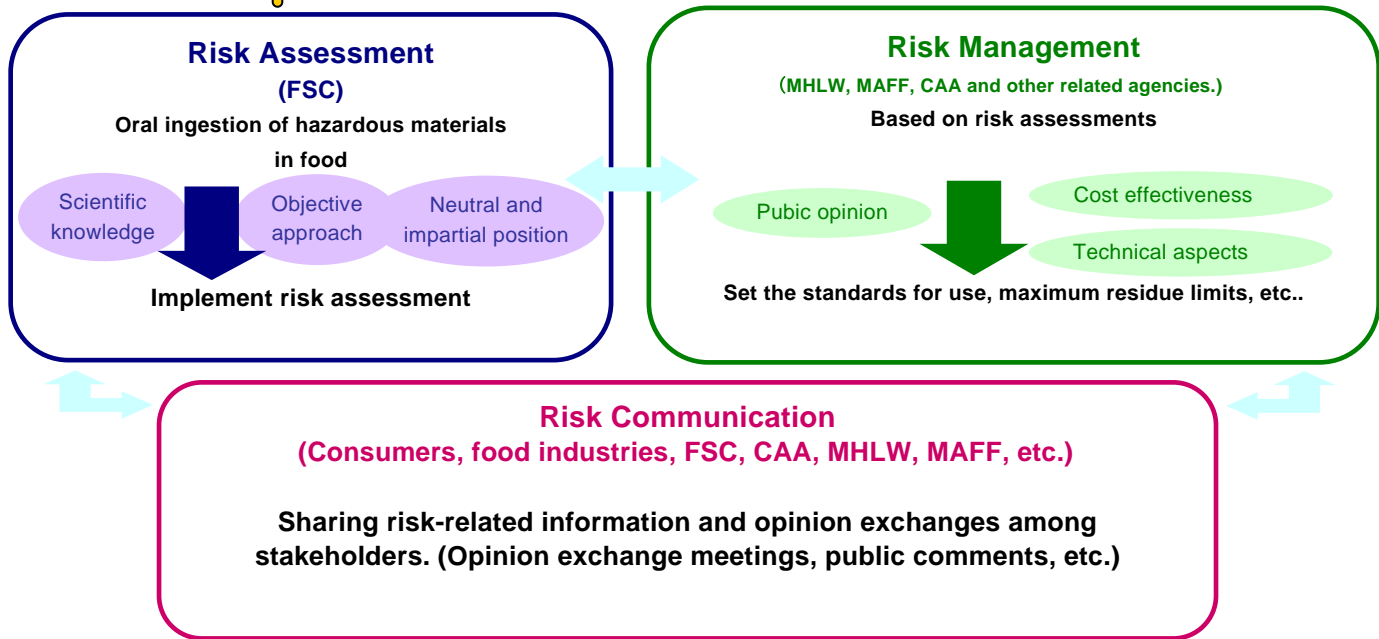 Risk Assessment
(FSC)
Oral ingestion of hazardous materials
in food
Scientific
knowledge
Objective
approach
Neutral and
impartial position
Implement risk assessment
Risk Management
(MHLW, MAFF, CAA and other related agencies.)
Based on risk assessments
Pubic opinion
Cost effectiveness
Technical aspects
Set the standards for use, maximum residue limits, etc..
Risk Communication
(Consumers, food industries, FSC, CAA, MHLW, MAFF, etc.)
Sharing risk-related information and opinion exchanges among
stakeholders. (Opinion exchange meetings, public comments, etc.)